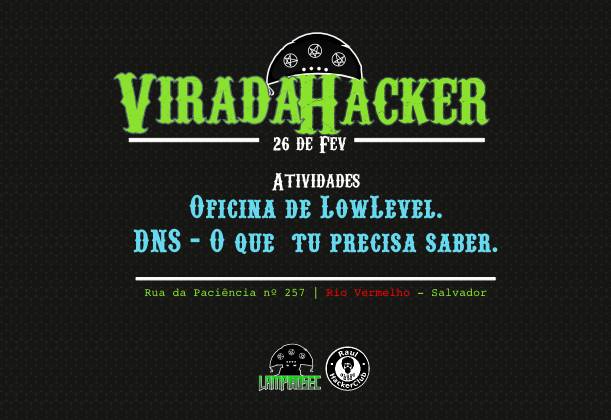 ViradaHacker
26 de Fev
Atividades
Oficina de LowLevel.
DNS - O que tu precisa saber.
Rua da Paciência nº 257 | Rio Vermelho - Salvador
LAMPIÃOSEC
Raul
HackerClub